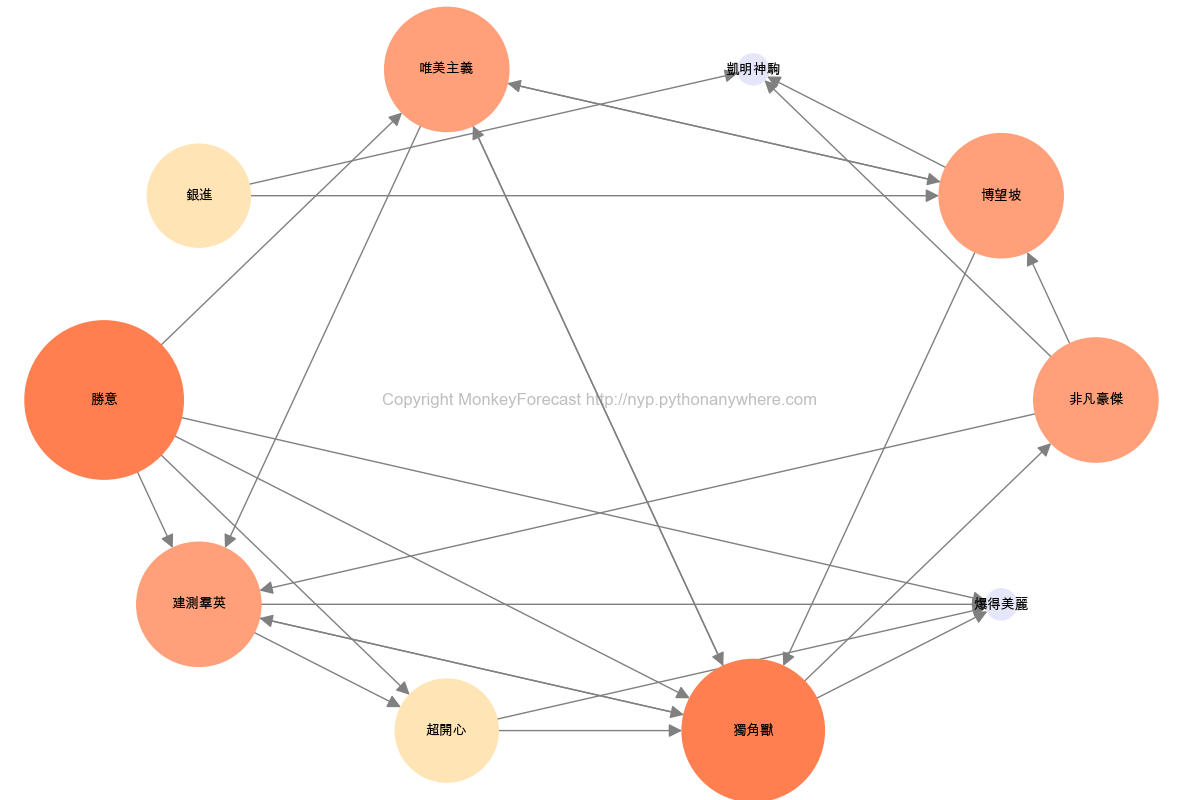 唯美主義
凱明神駒
銀進
博望坡
勝意
Copyright MonkeyForecast http://nyp.pythonanywhere.com
非凡豪傑
建測羣英
爆得美麗
超開心
獨角獸